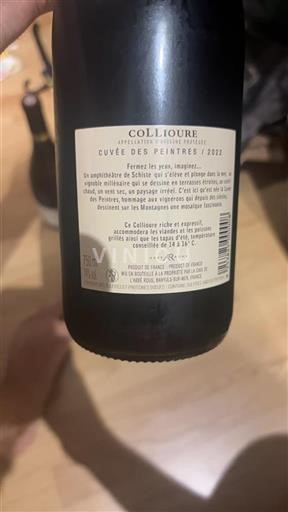 COLLIOURE
APPELLATION D'ORIGINE PROTÉGÉE
CUVÉE DES PEINTRES / 2022
Fermez les yeux, imaginez...
Un amphithéâtre de Schiste qui s'élève et plonge dans la mer, un
vignoble millénaire qui se dessine en terrasses étroites, un soleil
chaud, un vent sec, un paysage irréel. C'est ici qu'est née la Cuvée
des Peintres, hommage aux vignerons qui depuis des siècles,
dessinent sur les Montagnes une mosaïque fascinante.
Ce Collioure riche et expressif,
accommodera les viandes et les poissons
grillés ainsi que les tapas d'été, température
conseillée de 14 à 16° C.
750ml
PRODUIT DE FRANCE - PRODUCT OF FRANCE
MIS EN BOUTEILLE À LA PROPRIÉTÉ PAR LA CAVE DE
L'ABBÉ ROUS, BANYULS-SUR-MER, FRANCE
VINI